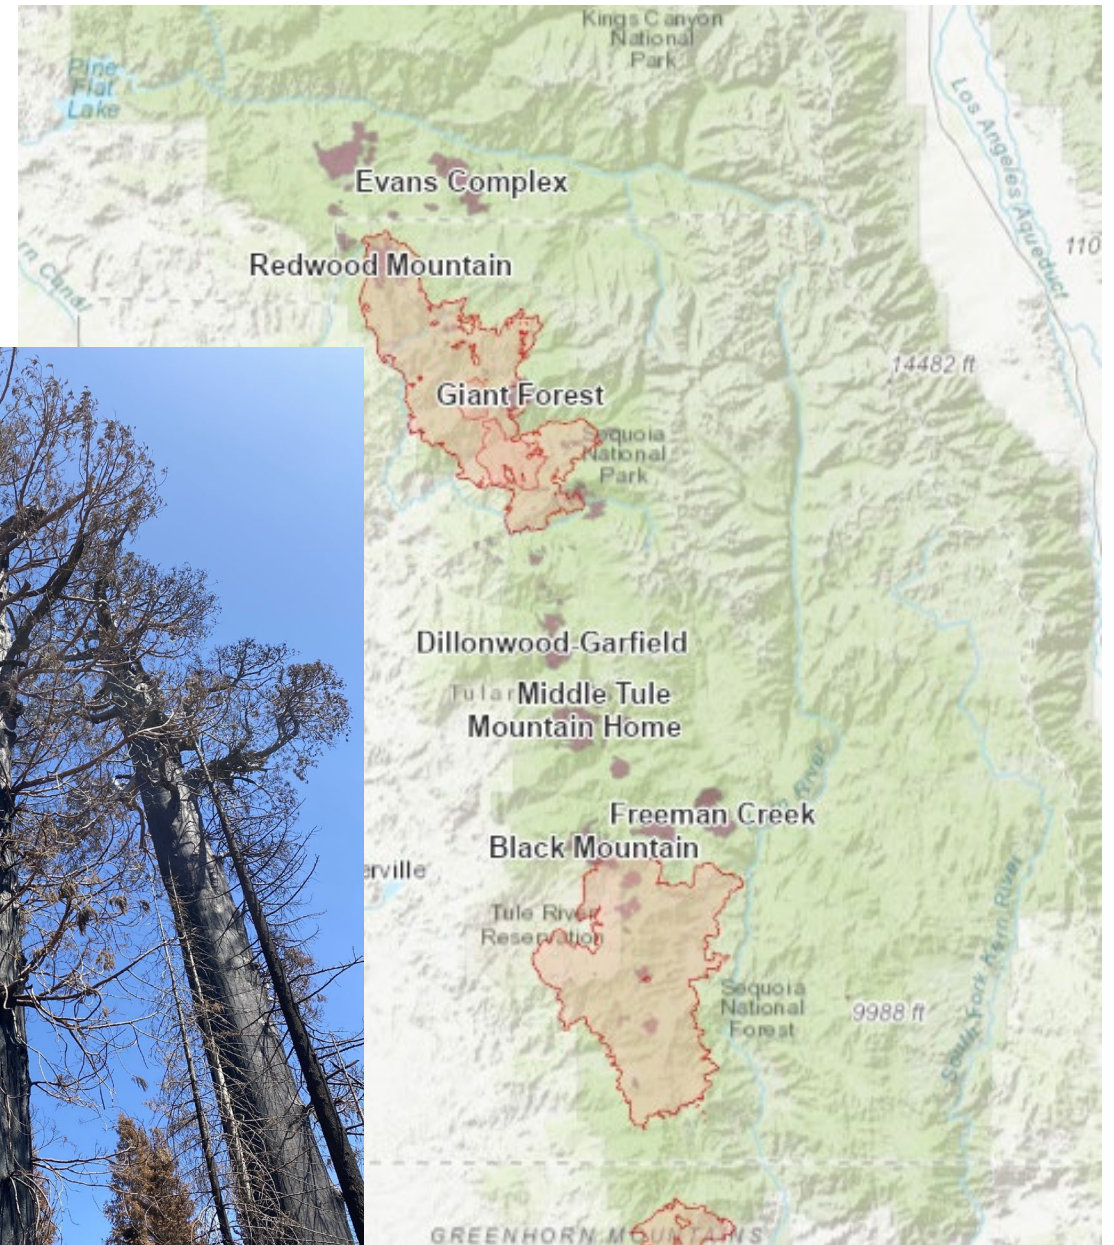 Kings Canyon
National
Park
Pine
Flat
Lake
Los Angeles Aqueduct
Evans Complex
110
Redwood Mountain
14482 ft
Giant Forest
Sequoia
National
Park
Dillonwood-Garfield
Tular
Middle Tule
Mountain Home
River
Freeman Creek
Black Mountain
erville
Tule River
Reservation
South Fork Kern River
Sequoia
National
Forest
9988 ft
GREENHORN MOUNTAINS